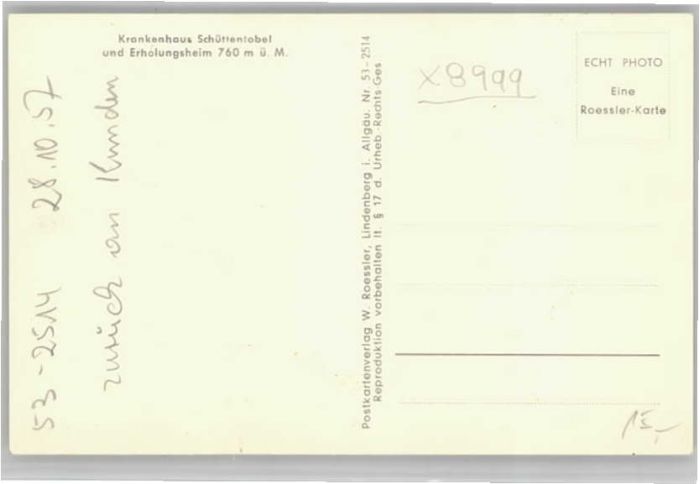 Krankenhaus Schüttentobel
und Erholungsheim 760 m ü. M.
53-2514 28.10.57
zurück an Kunden
Postkartenverlag W. Roessler, Lindenberg i. Allgäu. Nr. 53-2514
Reproduktion vorbehalten lt. § 17 d. Urheb.-Rechts-Ges
X8999
ECHT PHOTO
Eine
Roessler-Karte
15,-